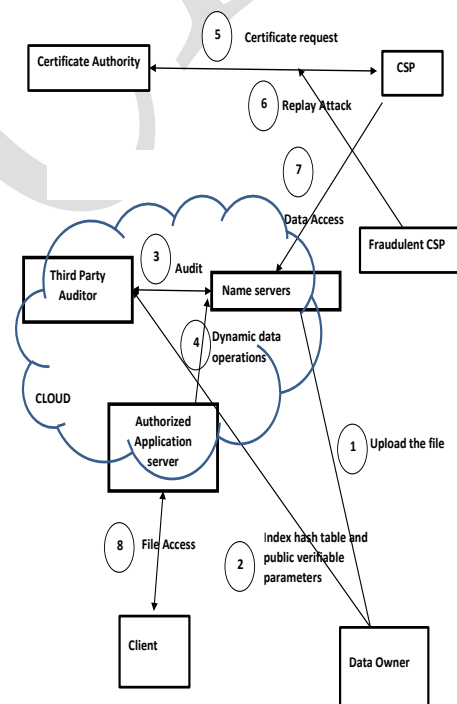 5
Certificate request
Certificate Authority
CSP
6
Replay Attack
7
Data Access
Fraudulent CSP
3
Audit
Third Party
Auditor
Name servers
4
Dynamic data
operations
CLOUD
Authorized
Application
server
1
Upload the file
8
File Access
2
Index hash table and
public verifiable
parameters
Client
Data Owner